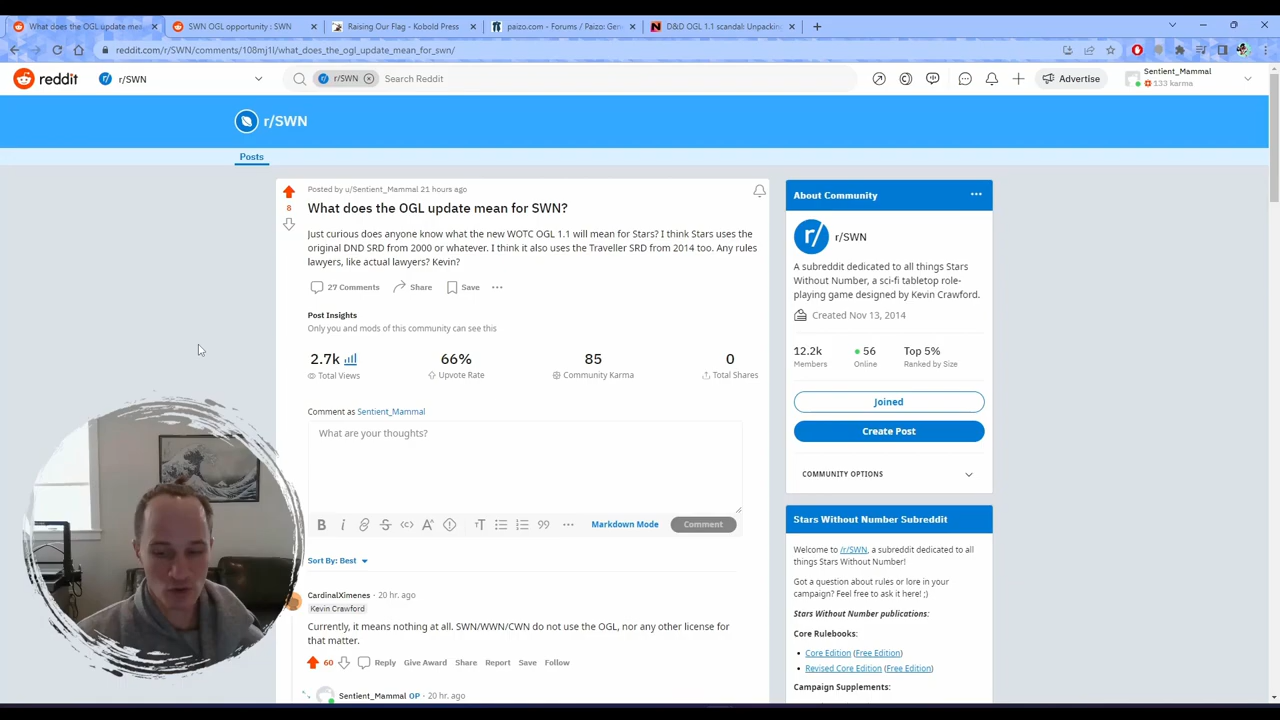 What does the OGL update mea
SWN OGL opportunity : SWN
Raising Our Flag - Kobold Press
paizo.com - Forums / Paizo: Gen
D&D OGL 1.1 scandal: Unpackin
reddit.com/r/SWN/comments/108mj1l/what_does_the_ogl_update_mean_for_swn/
reddit
r/SWN
r/SWN
Search Reddit
Advertise
Sentient_Mammal
133 karma
r/SWN
Posts
Posted by u/Sentient_Mammal 21 hours ago
8
What does the OGL update mean for SWN?
Just curious does anyone know what the new WOTC OGL 1.1 will mean for Stars? I think Stars uses the
original DND SRD from 2000 or whatever. I think it also uses the Traveller SRD from 2014 too. Any rules
lawyers, like actual lawyers? Kevin?
27 Comments
Share
Save
Post Insights
Only you and mods of this community can see this
2.7k
66%
85
0
Total Views
Upvote Rate
Community Karma
Total Shares
Comment as Sentient_Mammal
What are your thoughts?
Markdown Mode
Comment
Sort By: Best
CardinalXimenes · 20 hr. ago
Kevin Crawford
Currently, it means nothing at all. SWN/WWN/CWN do not use the OGL, nor any other license for
that matter.
60
Reply
Give Award
Share
Report
Save
Follow
Sentient_Mammal OP · 20 hr. ago
About Community
r/
r/SWN
A subreddit dedicated to all things Stars
Without Number, a sci-fi tabletop role-
playing game designed by Kevin Crawford.
Created Nov 13, 2014
12.2k
56
Top 5%
Members
Online
Ranked by Size
Joined
Create Post
COMMUNITY OPTIONS
Stars Without Number Subreddit
Welcome to /r/SWN, a subreddit dedicated to all
things Stars Without Number!
Got a question about rules or lore in your
campaign? Feel free to ask it here! ;)
Stars Without Number publications:
Core Rulebooks:
Core Edition (Free Edition)
Revised Core Edition (Free Edition)
Campaign Supplements: